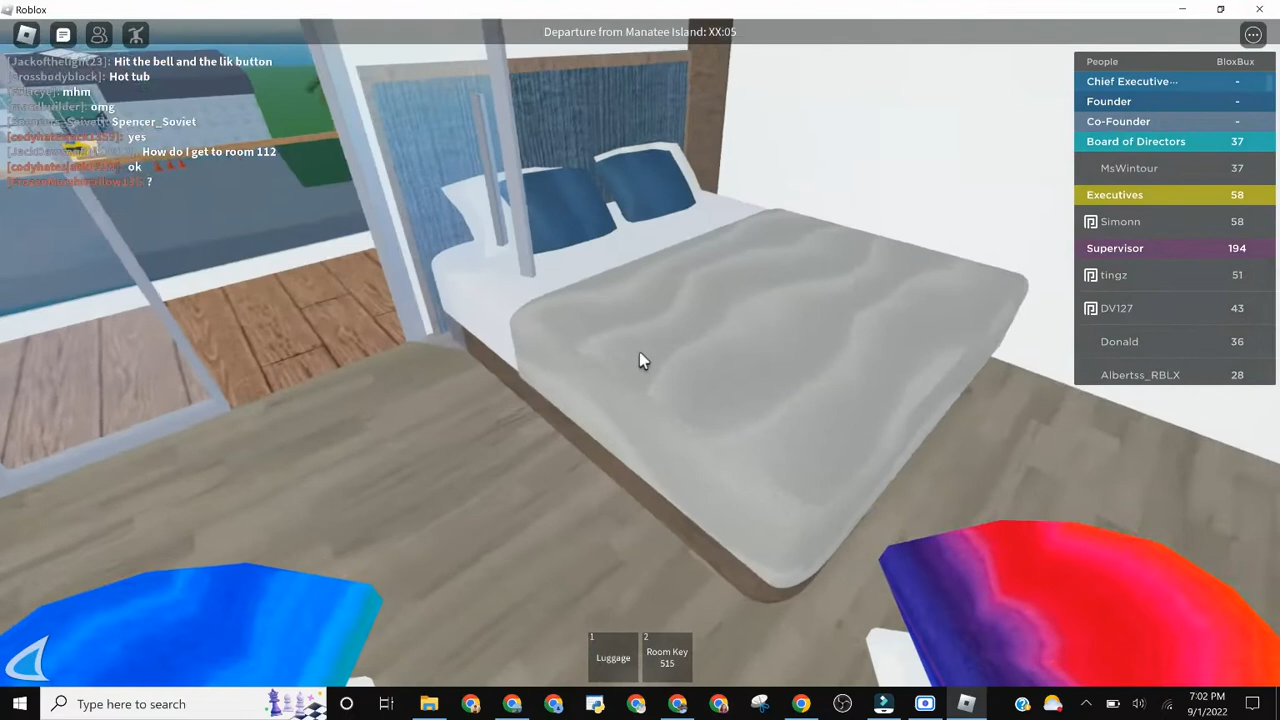 Roblox
Departure from Manatee Island: XX:05
[Jackofthelight23]: Hit the bell and the lik button
Hot tub
mhm
omg
Spencer_Soviet
yes
How do I get to room 112
ok
?
People BloxBux
Chief Executive... -
Founder -
Co-Founder -
Board of Directors 37
MsWintour 37
Executives 58
Simonn 58
Supervisor 194
tingz 51
DV127 43
Donald 36
Albertss_RBLX 28
1 2
Luggage Room Key
515
Type here to search
7:02 PM
9/1/2022